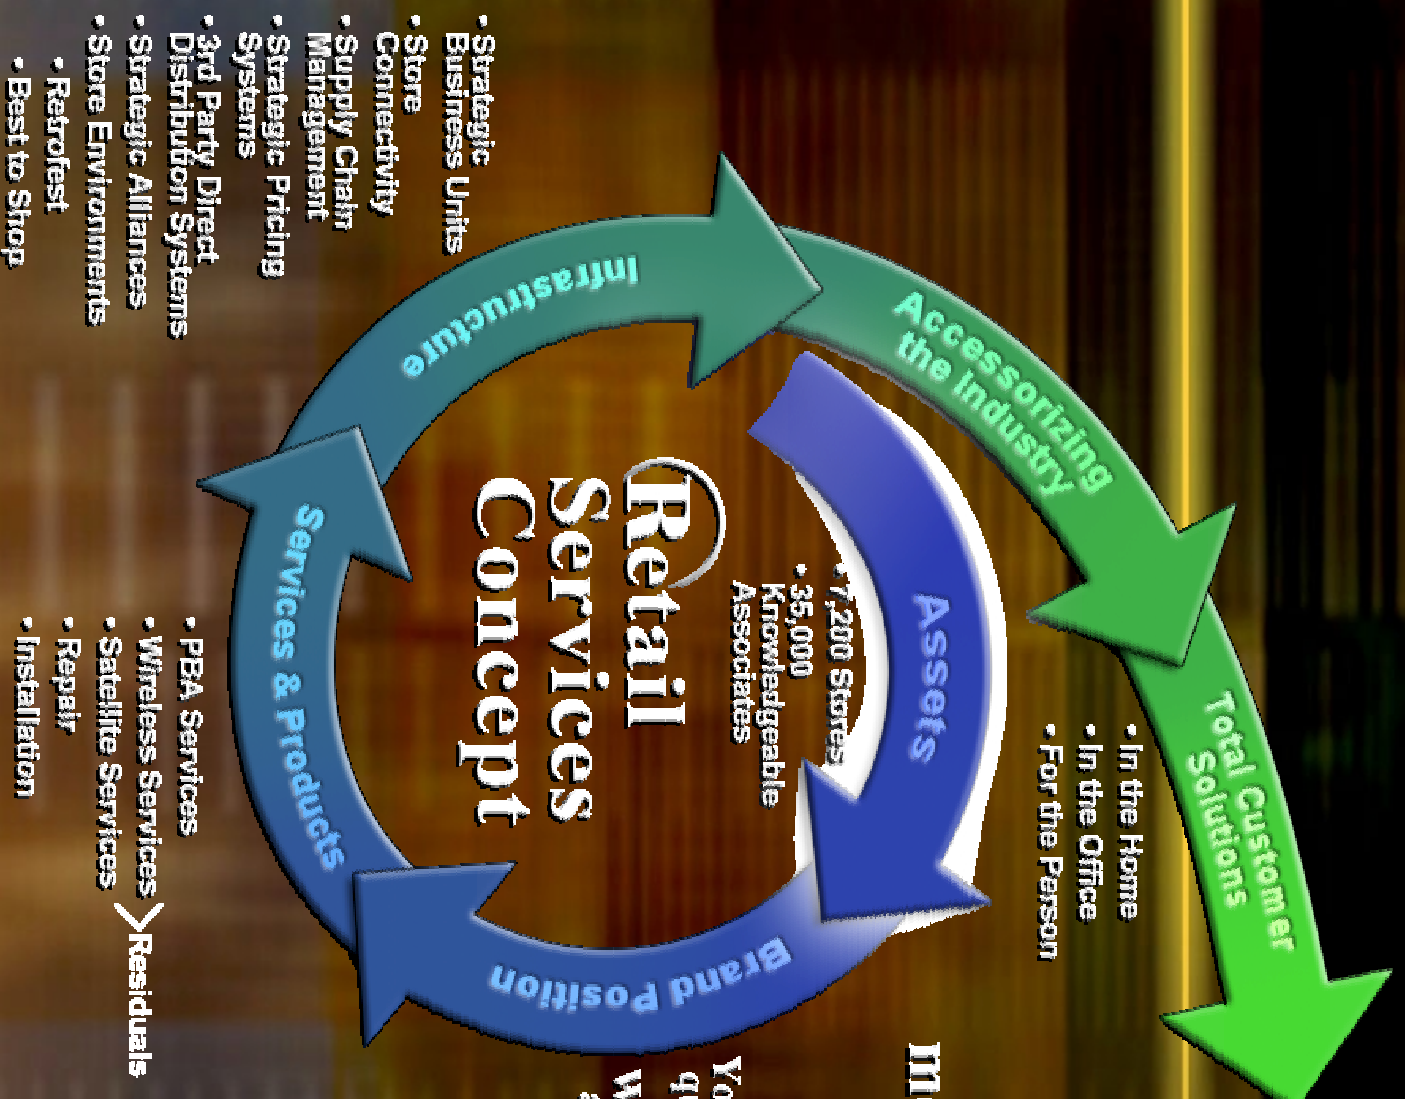 Accessorizing
the Industry
Total Customer
Solutions
• In the Home
• In the Office
• For the Person
Assets
• 7,200 Stores
• 35,000
Knowledgeable
Associates
Retail
Services
Concept
Brand Position
Infrastructure
Services & Products
• Strategic
Business Units
• Store
Connectivity
• Supply Chain
Management
• Strategic Pricing
Systems
• 3rd Party Direct
Distribution Systems
• Strategic Alliances
• Store Environments
• Retrofest
• Best to Shop
• PBA Services
• Wireless Services
• Satellite Services
Residuals
• Repair
• Installation